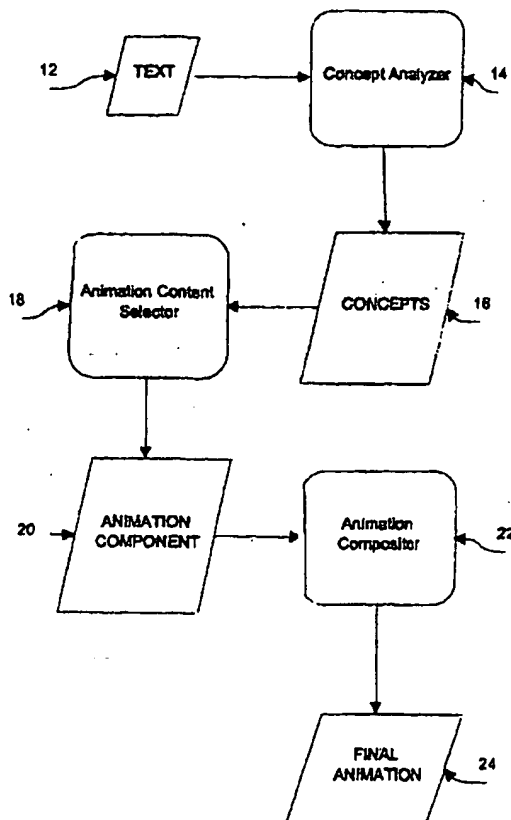 12
TEXT
Concept Analyzer
14
CONCEPTS
16
18
Animation Content
Selector
20
ANIMATION
COMPONENT
Animation
Compositor
22
FINAL
ANIMATION
24